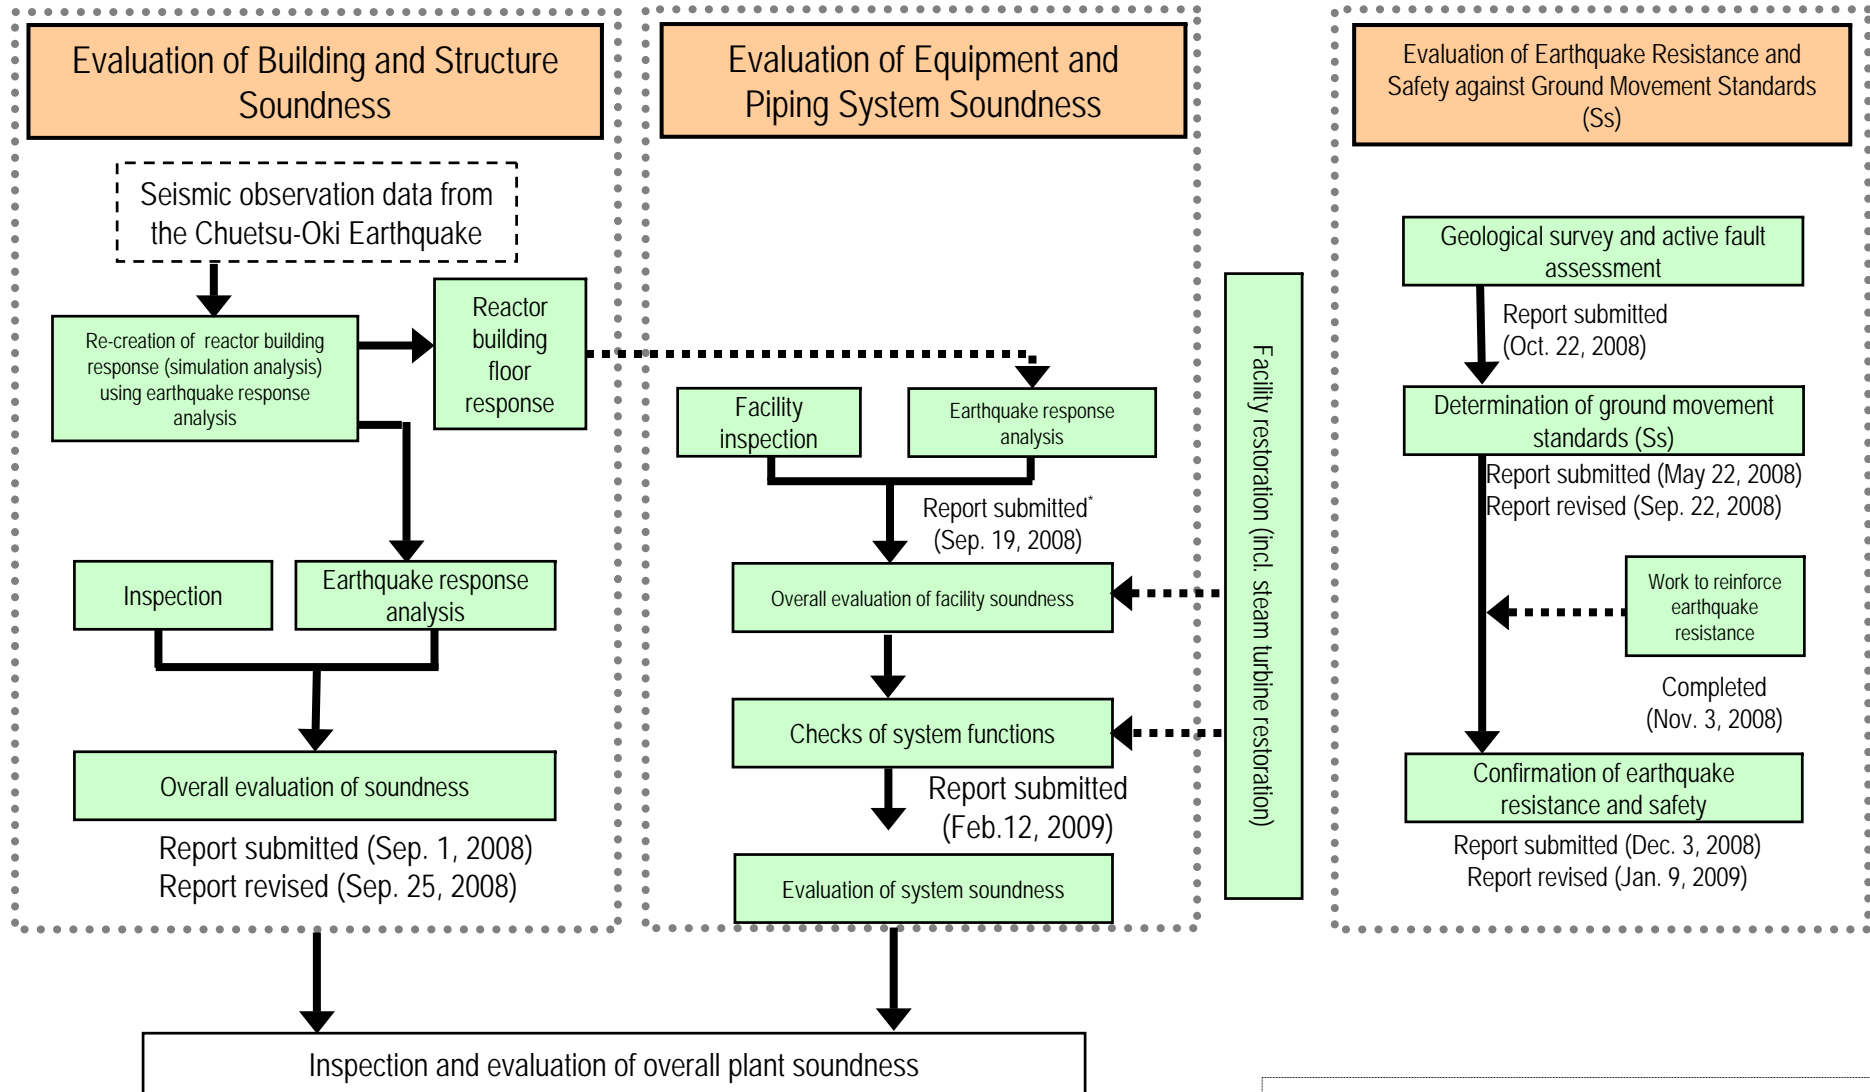 Evaluation of Building and Structure
Soundness
Seismic observation data from
the Chuetsu-Oki Earthquake
Re-creation of reactor building
response (simulation analysis)
using earthquake response
analysis
Reactor
building
floor
response
Inspection
Earthquake response
analysis
Overall evaluation of soundness
Report submitted (Sep. 1, 2008)
Report revised (Sep. 25, 2008)
Evaluation of Equipment and
Piping System Soundness
Facility
inspection
Earthquake response
analysis
Report submitted*
(Sep. 19, 2008)
Overall evaluation of facility soundness
Checks of system functions
Report submitted
(Feb.12, 2009)
Evaluation of system soundness
Facility restoration (incl. steam turbine restoration)
Evaluation of Earthquake Resistance and
Safety against Ground Movement Standards
(Ss)
Geological survey and active fault
assessment
Report submitted
(Oct. 22, 2008)
Determination of ground movement
standards (Ss)
Report submitted (May 22, 2008)
Report revised (Sep. 22, 2008)
Work to reinforce
earthquake
resistance
Completed
(Nov. 3, 2008)
Confirmation of earthquake
resistance and safety
Report submitted (Dec. 3, 2008)
Report revised (Jan. 9, 2009)
Inspection and evaluation of overall plant soundness